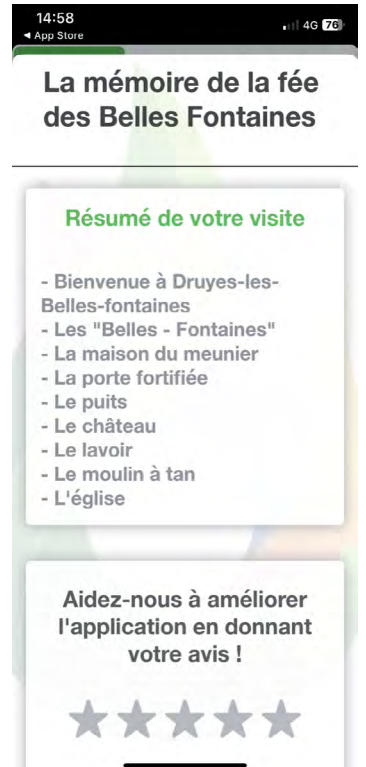 14:58
◀ App Store
4G 76
La mémoire de la fée
des Belles Fontaines
Résumé de votre visite
- Bienvenue à Druyes-les-
Belles-fontaines
- Les "Belles - Fontaines"
- La maison du meunier
- La porte fortifiée
- Le puits
- Le château
- Le lavoir
- Le moulin à tan
- L'église
Aidez-nous à améliorer
l'application en donnant
votre avis !